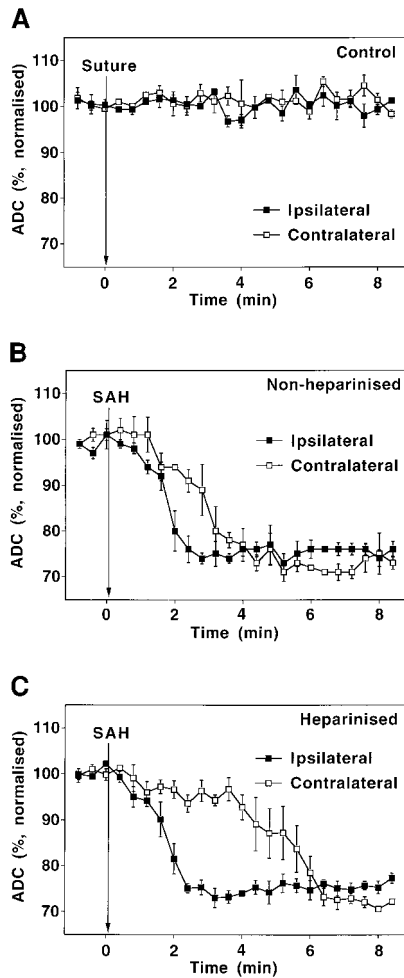 A
Control
Suture
ADC (%, normalised)
110
100
90
80
70
Ipsilateral
Contralateral
0 2 4 6 8
Time (min)
B
SAH
Non-heparinised
ADC (%, normalised)
110
100
90
80
70
Ipsilateral
Contralateral
0 2 4 6 8
Time (min)
C
SAH
Heparinised
ADC (%, normalised)
110
100
90
80
70
Ipsilateral
Contralateral
0 2 4 6 8
Time (min)